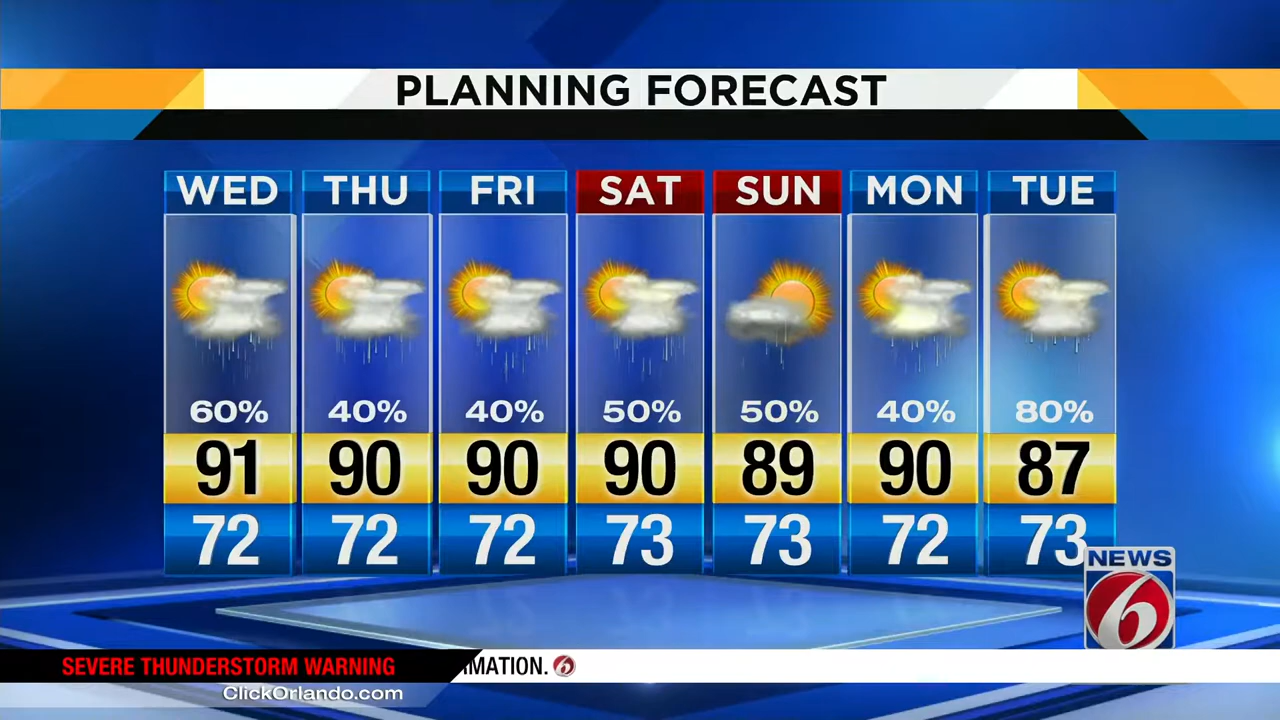 PLANNING FORECAST
WED THU FRI SAT SUN MON TUE
60% 40% 40% 50% 50% 40% 80%
91 90 90 90 89 90 87
72 72 72 73 73 72 73
NEWS
6
SEVERE THUNDERSTORM WARNING
MATION. 6
ClickOrlando.com